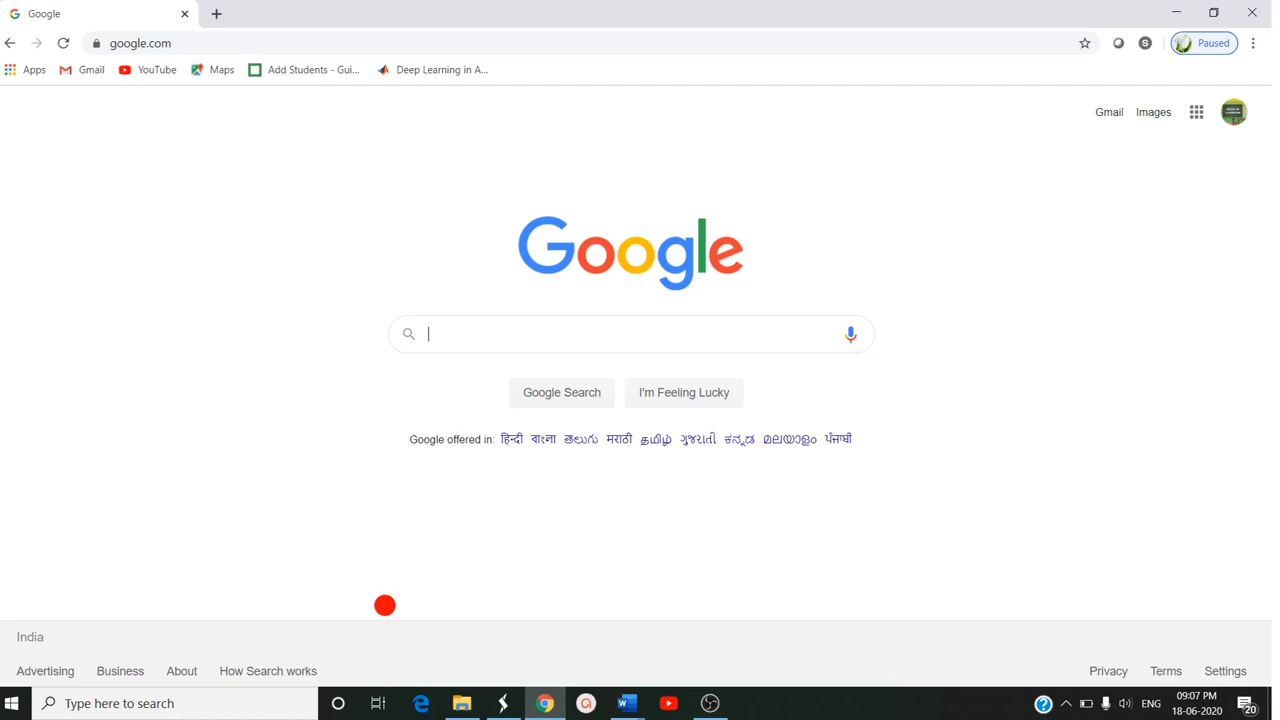 Google
google.com
Paused
Apps Gmail YouTube Maps Add Students - Gui... Deep Learning in A...
Gmail Images
Google
Google Search I'm Feeling Lucky
Google offered in: हिन्दी বাংলা తెలుగు मराठी தமிழ் ગુજરાતી ಕನ್ನಡ മലയാളം ਪੰਜਾਬੀ
India
Advertising Business About How Search works Privacy Terms Settings
Type here to search
ENG
09:07 PM
18-06-2020
20